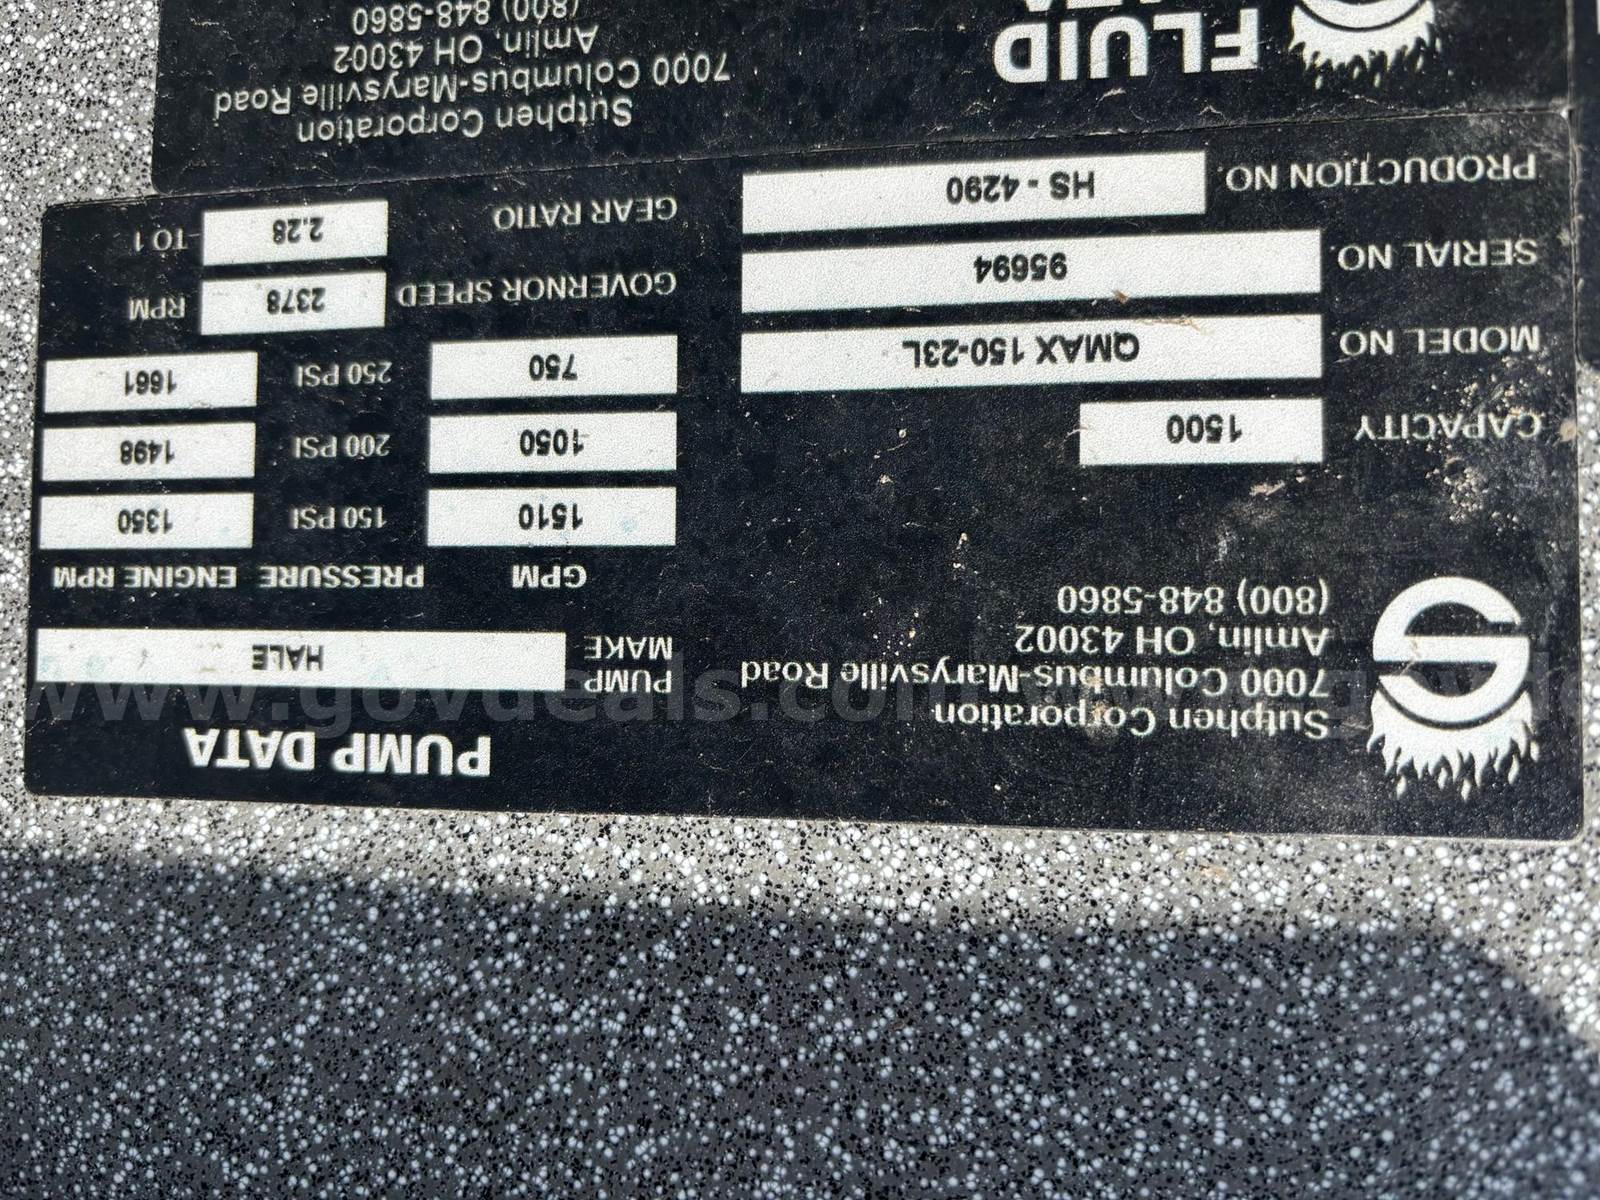 PUMP DATA
Sutphen Corporation
7000 Columbus-Marysville Road
Amlin, OH 43002
(800) 848-5860
PUMP MAKE HALE
GPM PRESSURE ENGINE RPM
1510 150 PSI 1350
1050 200 PSI 1498
750 250 PSI 1661
GOVERNOR SPEED 2378 RPM
GEAR RATIO 2.28 TO 1
CAPACITY 1500
MODEL NO. QMAX 150-23L
SERIAL NO. 95694
PRODUCTION NO. HS - 4290
FLUID
DATA
Sutphen Corporation
7000 Columbus-Marysville Road
Amlin, OH 43002
(800) 848-5860
www.govdeals.com